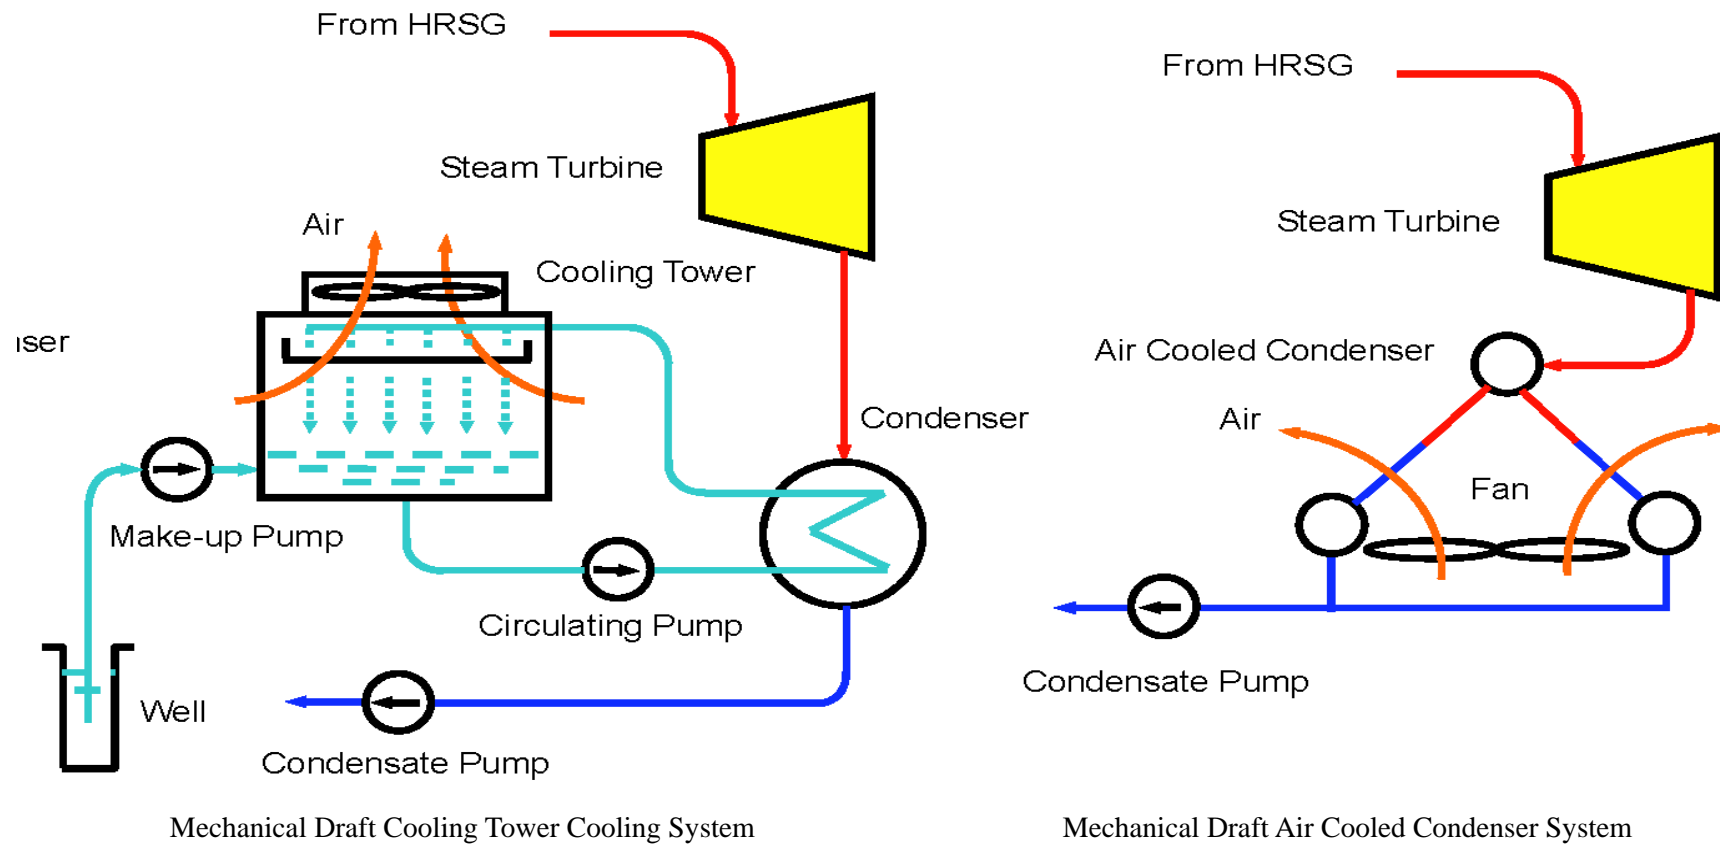 From HRSG
Steam Turbine
Air
Cooling Tower
Condenser
Make-up Pump
Circulating Pump
Well
Condensate Pump
Mechanical Draft Cooling Tower Cooling System
From HRSG
Steam Turbine
Air Cooled Condenser
Air
Fan
Condensate Pump
Mechanical Draft Air Cooled Condenser System